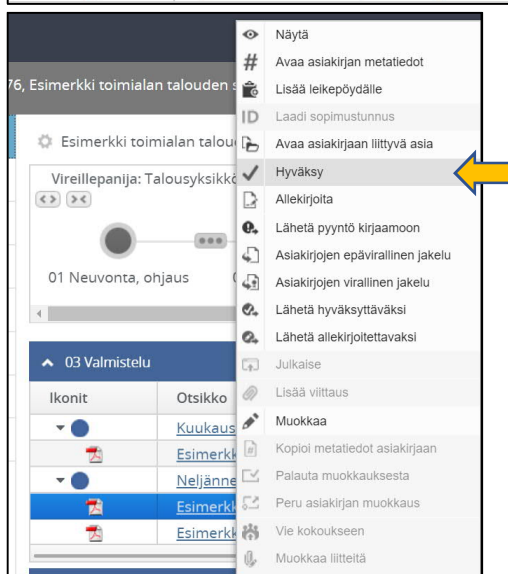 76, Esimerkki toimialan talouden s
Esimerkki toimialan talou
Vireillepanija: Talousyksikkö
01 Neuvonta, ohjaus
03 Valmistelu
Ikonit
Otsikko
Kuukaus
Esimerkk
Neljänne
Esimerkk
Esimerkk
Näytä
# Avaa asiakirjan metatiedot
Lisää leikepöydälle
ID Laadi sopimustunnus
Avaa asiakirjaan liittyvä asia
Hyväksy
Allekirjoita
Lähetä pyyntö kirjaamoon
Asiakirjojen epävirallinen jakelu
Asiakirjojen virallinen jakelu
Lähetä hyväksyttäväksi
Lähetä allekirjoitettavaksi
Julkaise
Lisää viittaus
Muokkaa
Kopioi metatiedot asiakirjaan
Palauta muokkauksesta
Peru asiakirjan muokkaus
Vie kokoukseen
Muokkaa liitteitä